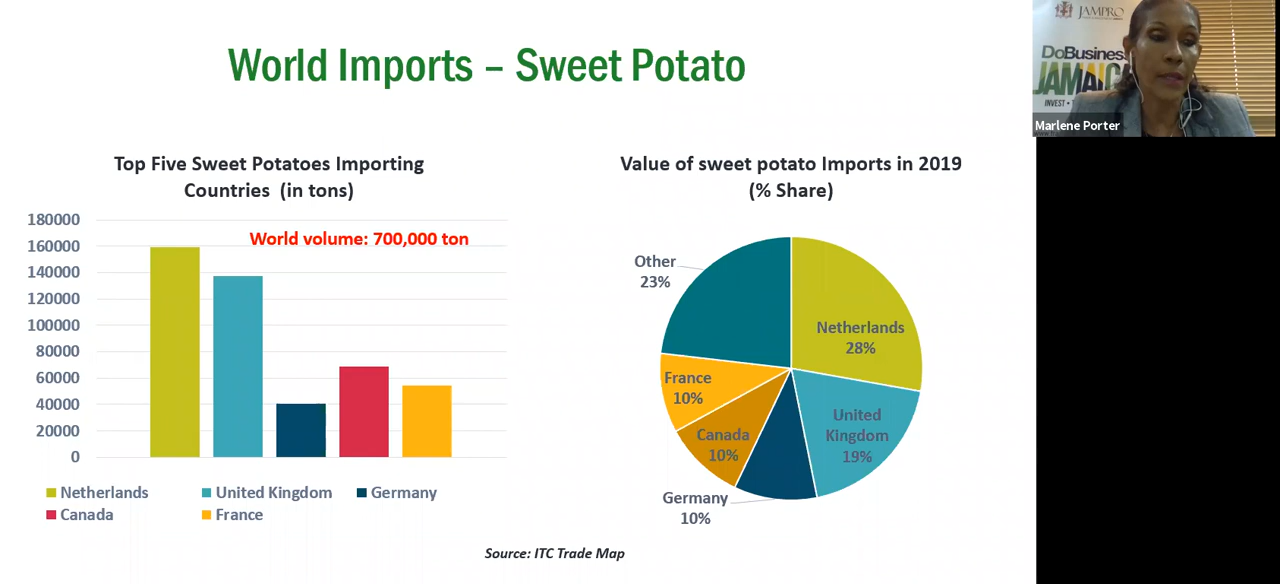 World Imports – Sweet Potato
JAMPRO
DoBusiness
JAMAICA
INVEST •
Marlene Porter
Top Five Sweet Potatoes Importing
Countries (in tons)
180000
160000
140000
120000
100000
80000
60000
40000
20000
0
World volume: 700,000 ton
Netherlands
United Kingdom
Germany
Canada
France
Value of sweet potato Imports in 2019
(% Share)
Other
23%
Netherlands
28%
France
10%
United
Kingdom
19%
Canada
10%
Germany
10%
Source: ITC Trade Map